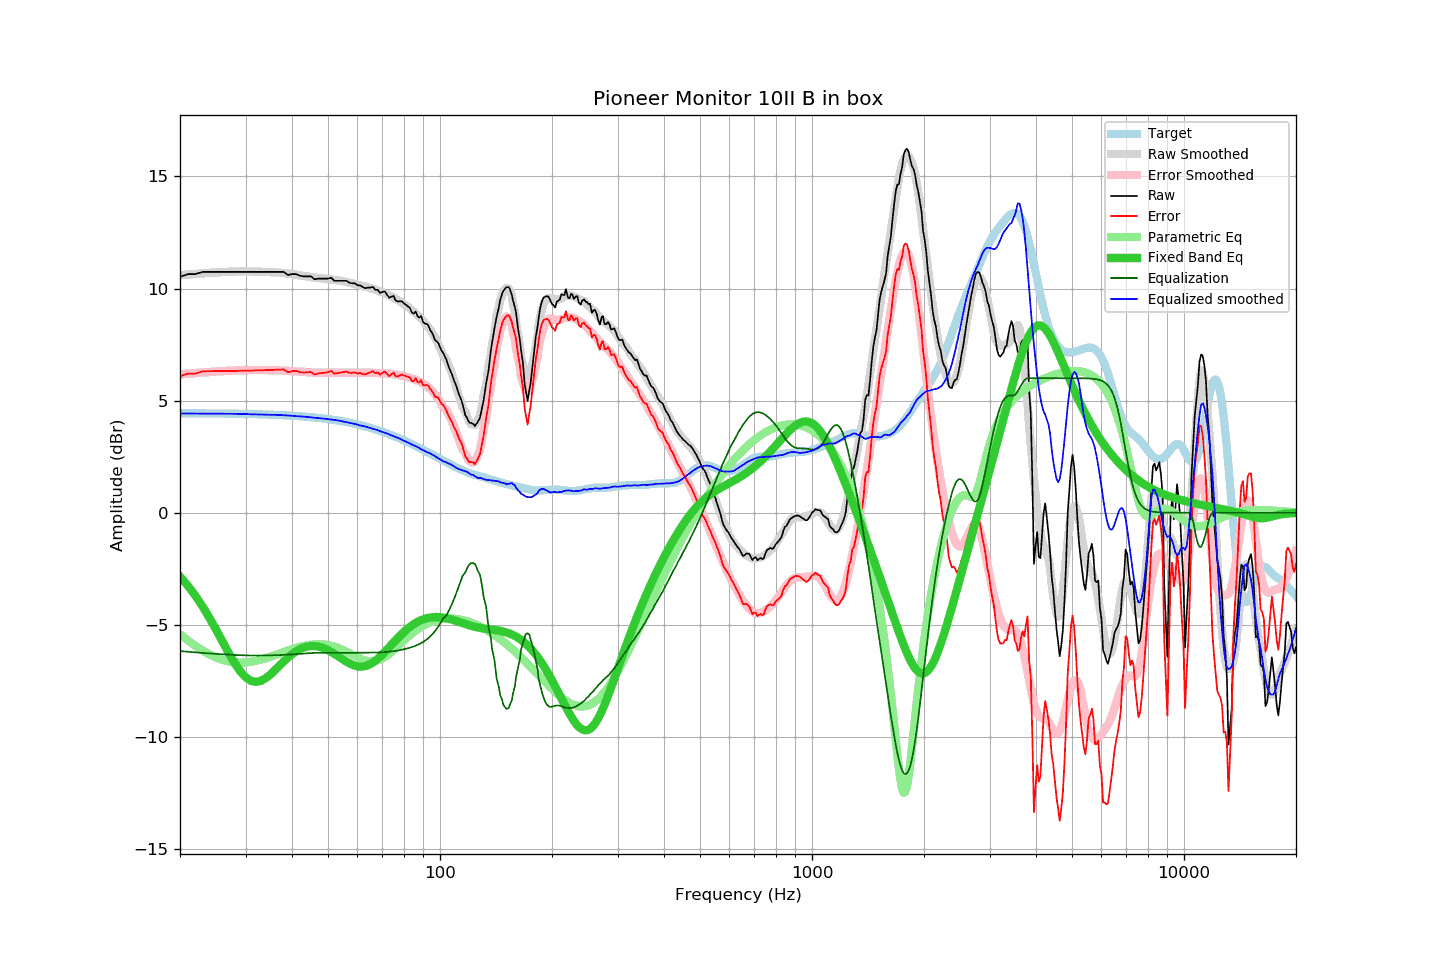 Pioneer Monitor 10II B in box
Target
Raw Smoothed
Error Smoothed
Raw
Error
Parametric Eq
Fixed Band Eq
Equalization
Equalized smoothed
Amplitude (dBr)
15
10
5
0
−5
−10
−15
100
1000
10000
Frequency (Hz)